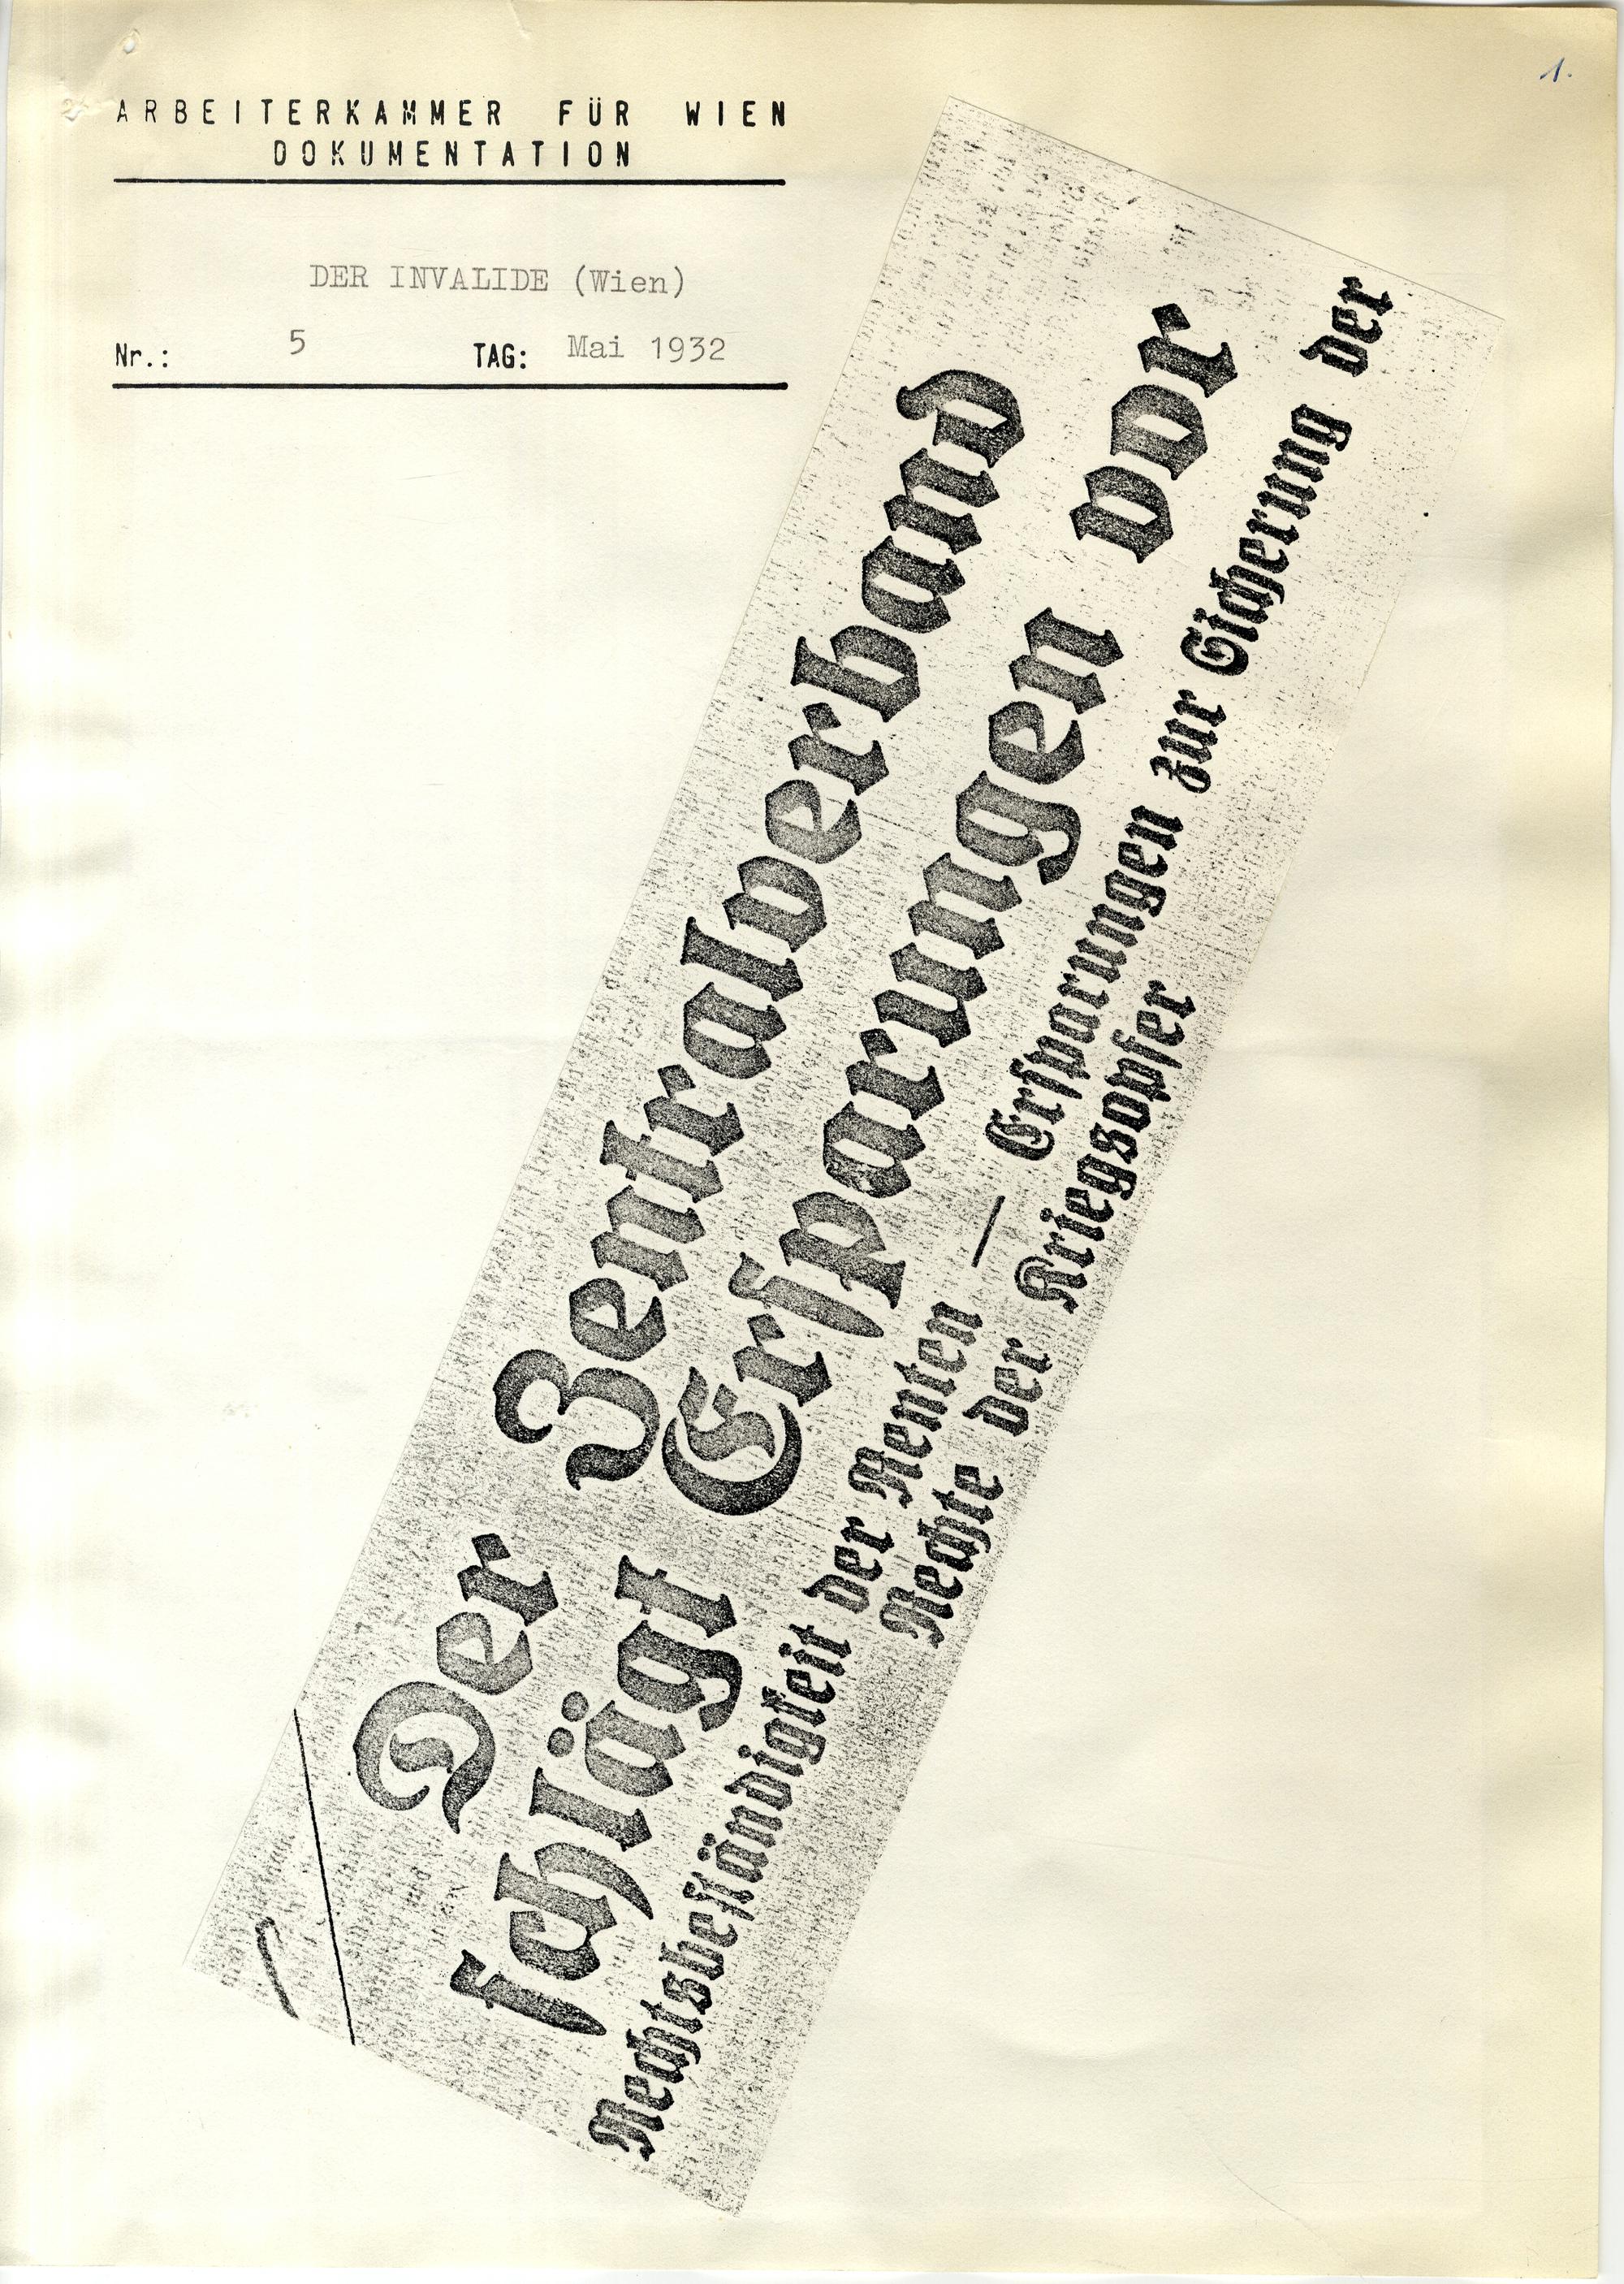 1.
ARBEITERKAMMER FÜR WIEN
DOKUMENTATION
DER INVALIDE (Wien)
Nr.: 5 TAG: Mai 1932
Der Zentralverband
schlägt Ersparungen vor
Rechtsbeständigkeit der Renten — Ersparungen zur Sicherung der
Rechte der Kriegsopfer